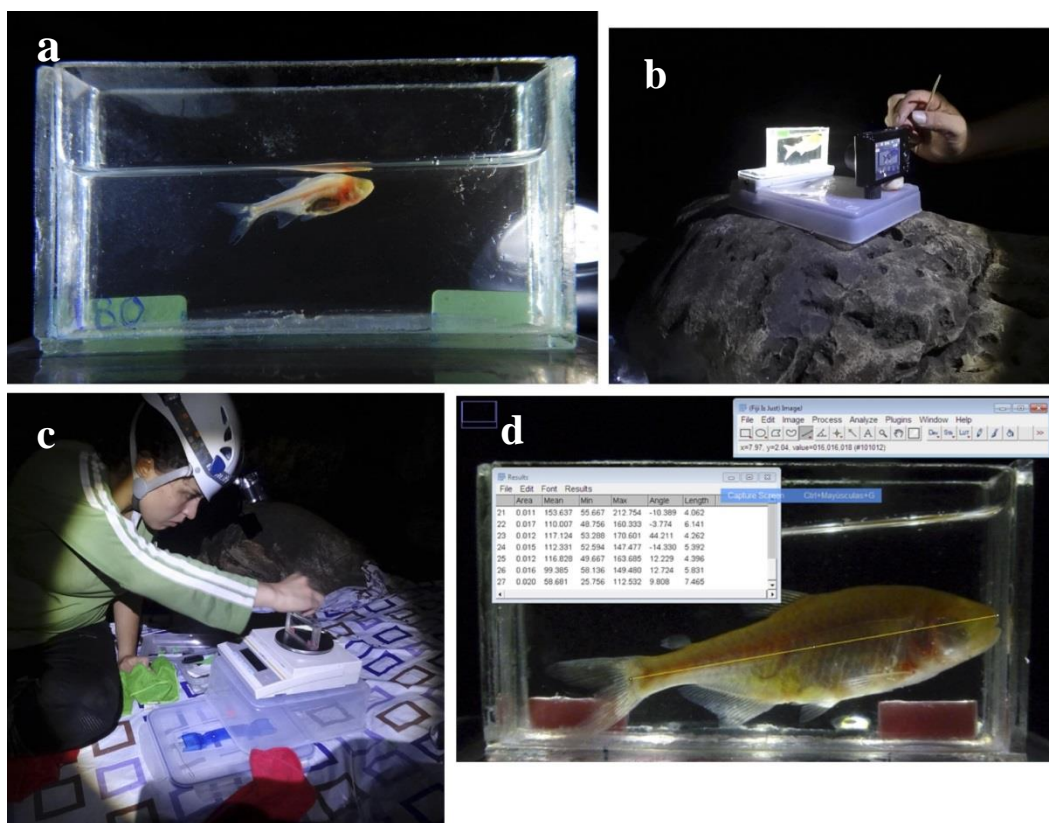 a
b
BO
c
d
(Fiji Is Just) ImageJ
File Edit Image Process Analyze Plugins Window Help
x=7.97, y=2.04, value=016,016,018 (#101012)
Results
File Edit Font Results
Capture Screen Ctrl+Mayúsculas+G
Area Mean Min Max Angle Length
21 0.011 153.637 55.667 212.754 -10.389 4.062
22 0.017 110.007 48.756 160.333 -3.774 6.141
23 0.012 117.124 53.288 170.601 44.211 4.262
24 0.015 112.331 52.594 147.477 -14.330 5.392
25 0.012 116.828 49.667 163.685 12.229 4.396
26 0.016 99.385 58.136 149.480 12.724 5.831
27 0.020 58.681 25.756 112.532 9.808 7.465